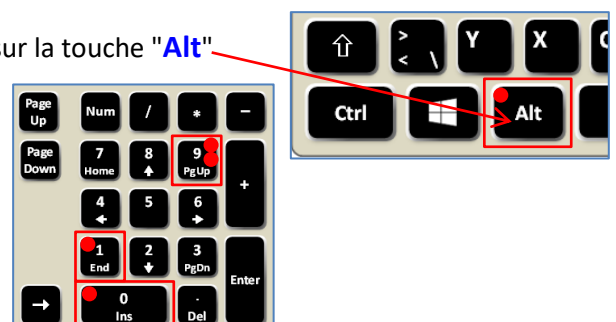 sur la touche "Alt"
> Y X
< \
Ctrl Alt
Page Up Num / * -
Page Down 7 Home 8 9 PgUp
+
4 5 6
1 End 2 3 PgDn
Enter
0 Ins . Del